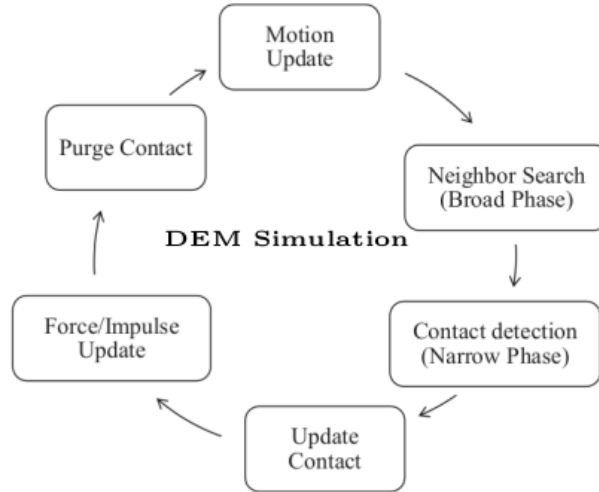 Motion
Update
Purge Contact
Neighbor Search
(Broad Phase)
DEM Simulation
Force/Impulse
Update
Contact detection
(Narrow Phase)
Update
Contact